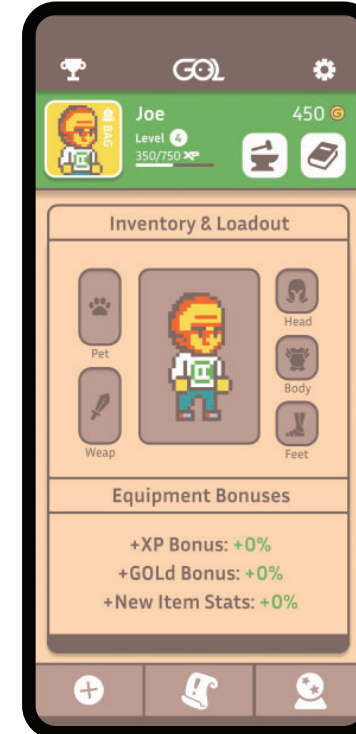 GOL
Joe
450 G
Level 4
350/750 XP
BAG
Inventory & Loadout
Pet
Head
Body
Weap
Feet
Equipment Bonuses
+XP Bonus: +0%
+GOLd Bonus: +0%
+New Item Stats: +0%